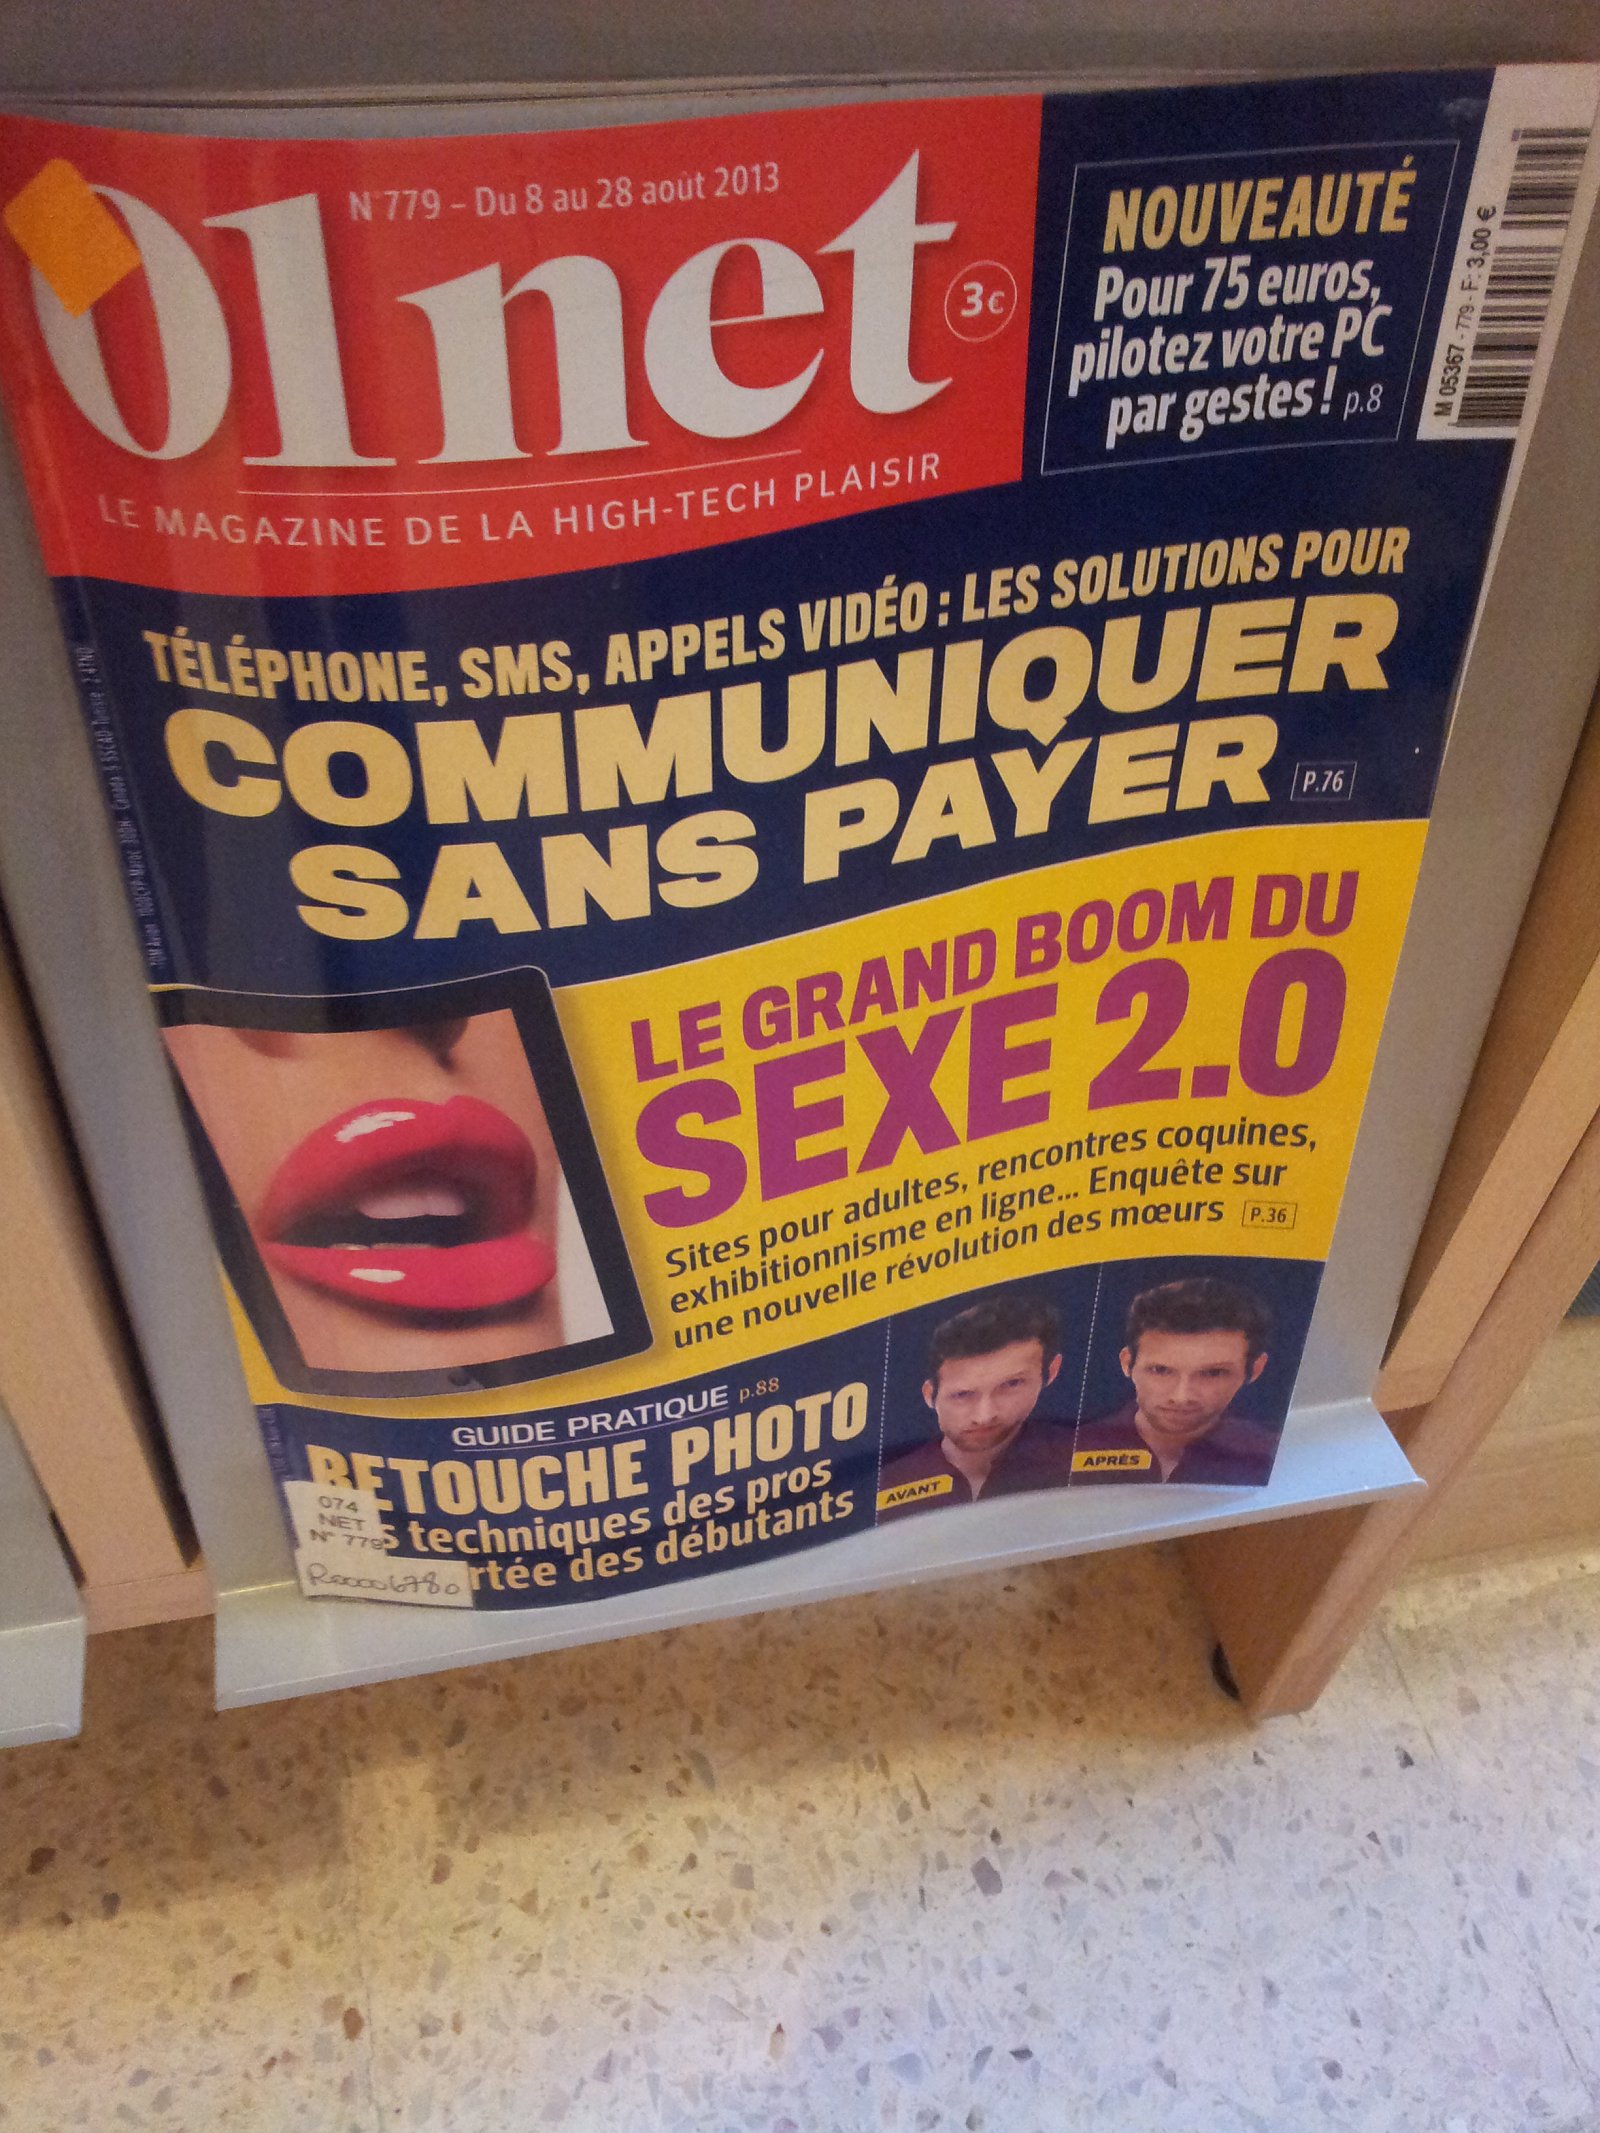 N°779 – Du 8 au 28 août 2013
01net
3€
LE MAGAZINE DE LA HIGH-TECH PLAISIR
NOUVEAUTÉ
Pour 75 euros,
pilotez votre PC
par gestes ! p.8
M 05367 - 779 - F: 3,00 €
TÉLÉPHONE, SMS, APPELS VIDÉO : LES SOLUTIONS POUR
COMMUNIQUER
SANS PAYER P.76
LE GRAND BOOM DU
SEXE 2.0
Sites pour adultes, rencontres coquines,
exhibitionnisme en ligne... Enquête sur
une nouvelle révolution des mœurs P.36
GUIDE PRATIQUE p.88
RETOUCHE PHOTO
techniques des pros
des débutants
AVANT
APRÈS
074
NET
N° 779